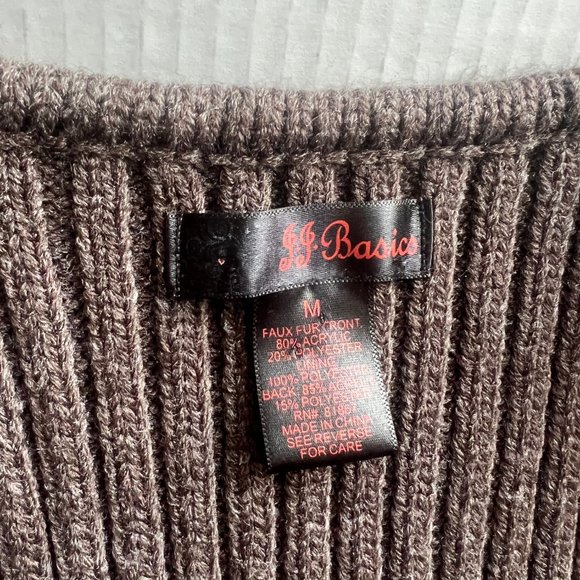 JJ Basics
M
FAUX FUR FRONT
80% ACRYLIC
20% POLYESTER
LINING
100% POLYESTER
BACK 85% ACRYLIC
15% POLYESTER
RN#
MADE IN CHINA
SEE REVERSE
FOR CARE